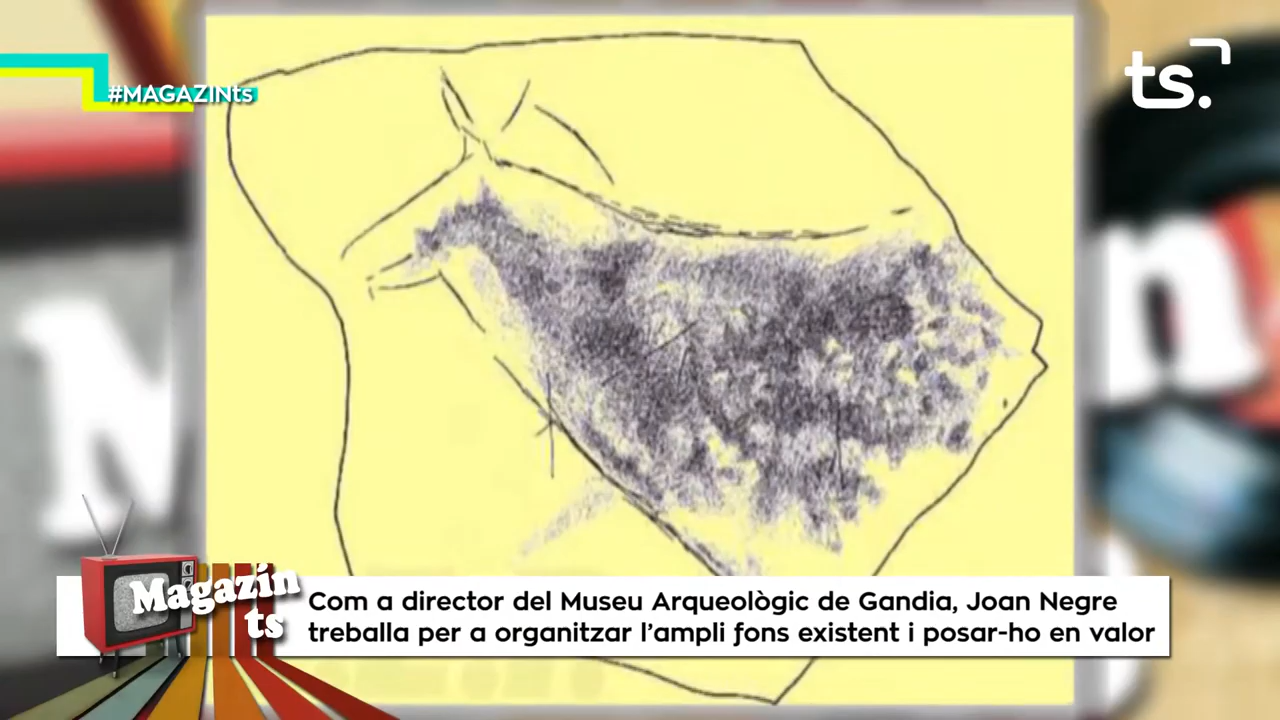 #MAGAZINts
ts.
Magazin
ts
Com a director del Museu Arqueològic de Gandia, Joan Negre
treballa per a organitzar l’ampli fons existent i posar-ho en valor